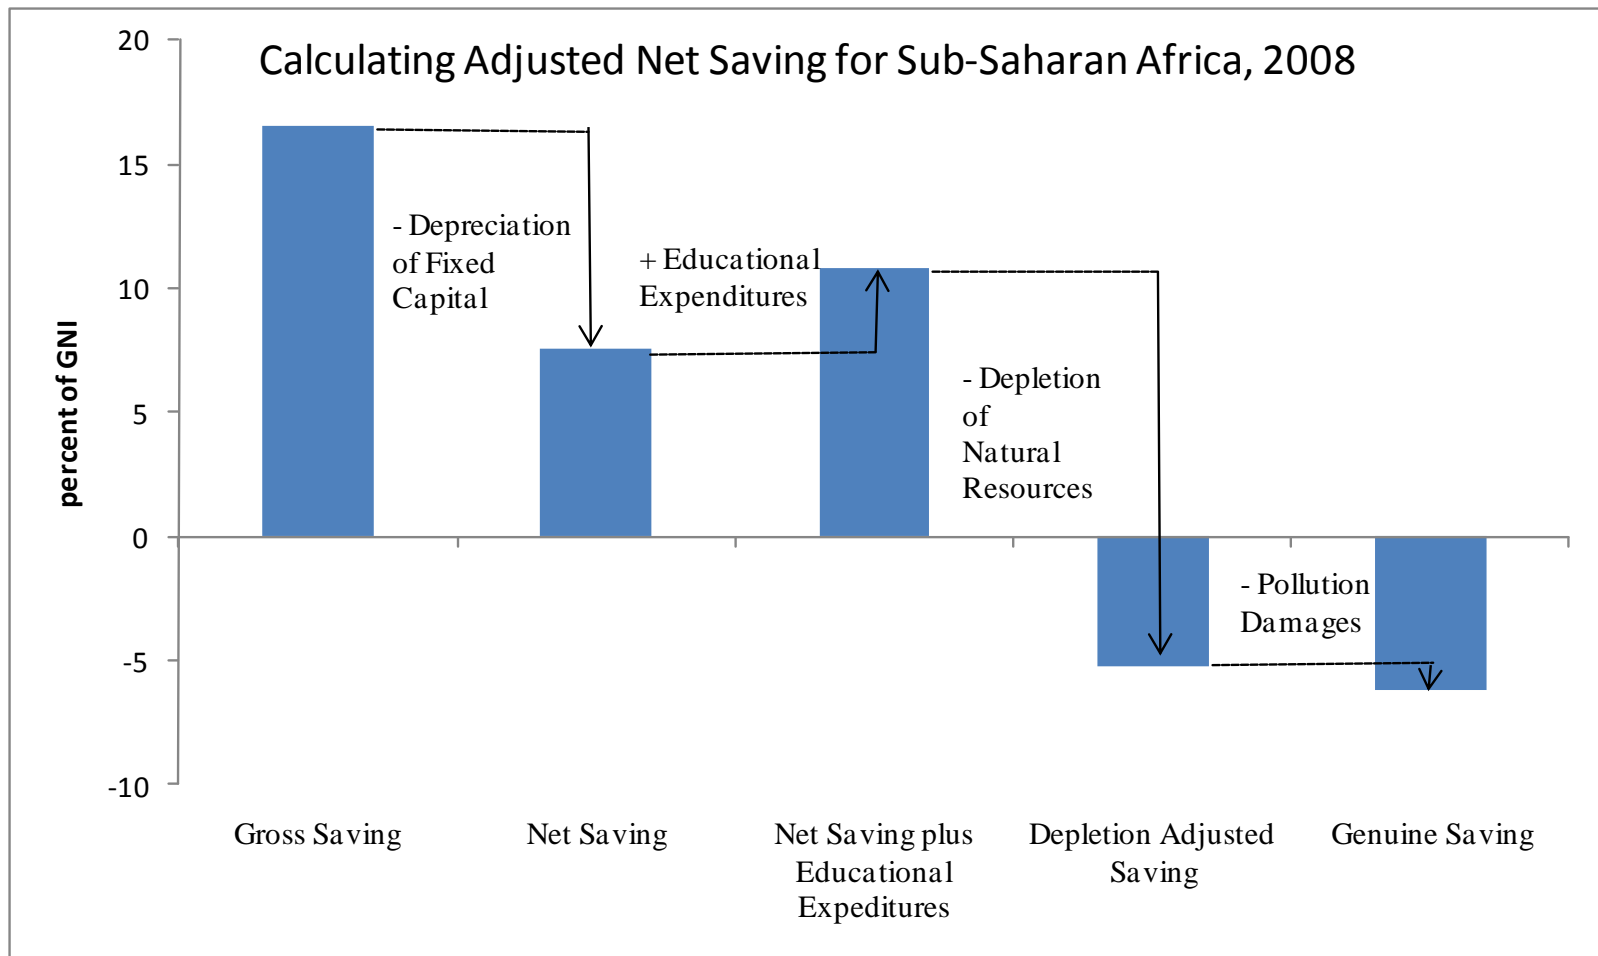 Calculating Adjusted Net Saving for Sub-Saharan Africa, 2008
percent of GNI
20
15
10
5
0
-5
-10
- Depreciation
of Fixed
Capital
+ Educational
Expenditures
- Depletion
of
Natural
Resources
- Pollution
Damages
Gross Saving
Net Saving
Net Saving plus
Educational
Expeditures
Depletion Adjusted
Saving
Genuine Saving